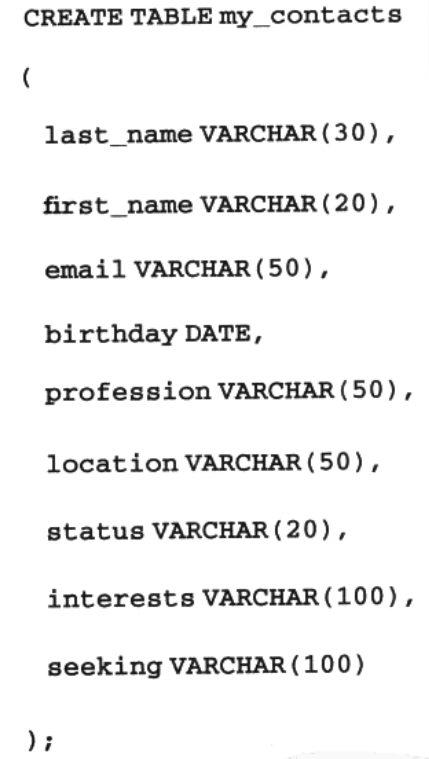 CREATE TABLE my_contacts
(
last_name VARCHAR(30),
first_name VARCHAR(20),
email VARCHAR(50),
birthday DATE,
profession VARCHAR(50),
location VARCHAR(50),
status VARCHAR(20),
interests VARCHAR(100),
seeking VARCHAR(100)
);